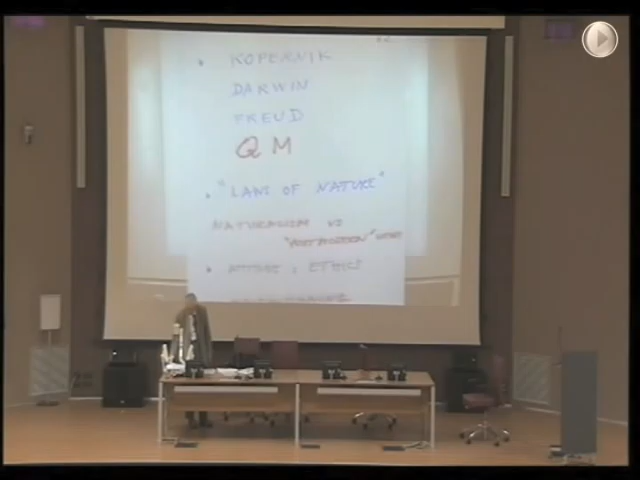 • KOPERNIK
DARWIN
FREUD
QM
• "LAWS OF NATURE"
NATURALISM VS
"POSTMODERN"
• : ETHICS